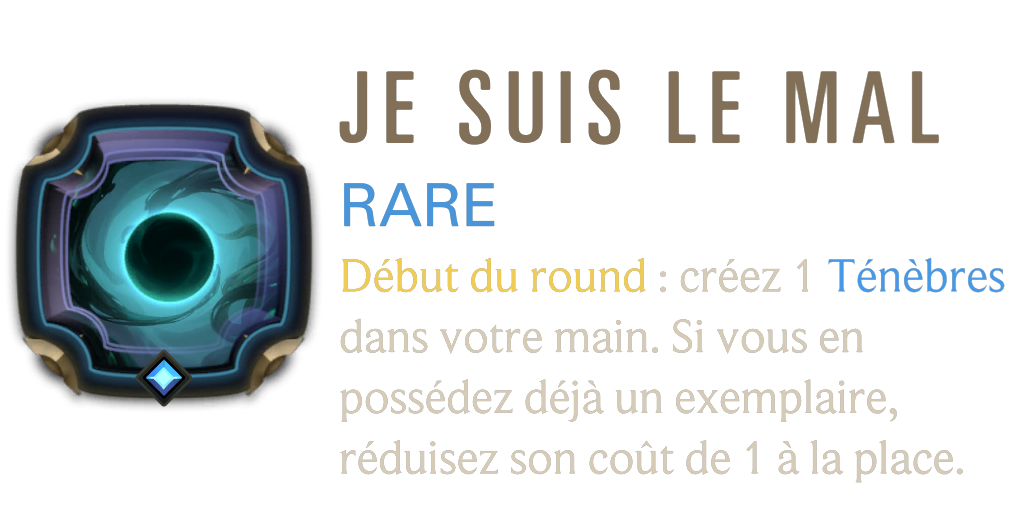 JE SUIS LE MAL
RARE
Début du round : créez 1 Ténèbres
dans votre main. Si vous en
possédez déjà un exemplaire,
réduisez son coût de 1 à la place.